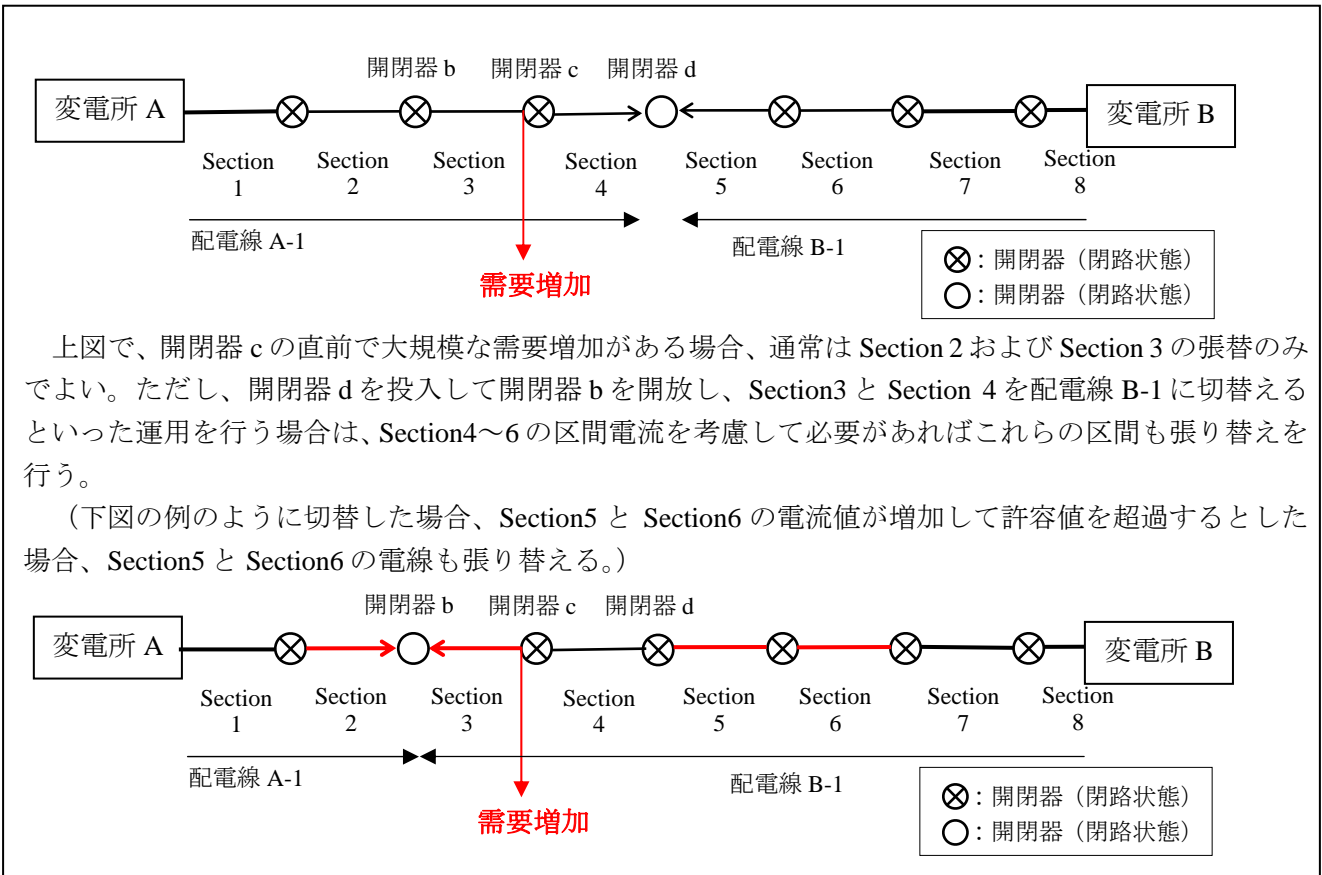 開閉器 b 開閉器 c 開閉器 d
変電所 A
変電所 B
Section 1
Section 2
Section 3
Section 4
Section 5
Section 6
Section 7
Section 8
配電線 A-1
配電線 B-1
需要増加
⊗：開閉器（閉路状態）
○：開閉器（閉路状態）
上図で、開閉器 c の直前で大規模な需要増加がある場合、通常は Section 2 および Section 3 の張替のみ
でよい。ただし、開閉器 d を投入して開閉器 b を開放し、Section3 と Section 4 を配電線 B-1 に切替える
といった運用を行う場合は、Section4～6 の区間電流を考慮して必要があればこれらの区間も張り替えを
行う。
（下図の例のように切替した場合、Section5 と Section6 の電流値が増加して許容値を超過するとした
場合、Section5 と Section6 の電線も張り替える。）
開閉器 b 開閉器 c 開閉器 d
変電所 A
変電所 B
Section 1
Section 2
Section 3
Section 4
Section 5
Section 6
Section 7
Section 8
配電線 A-1
配電線 B-1
需要増加
⊗：開閉器（閉路状態）
○：開閉器（閉路状態）